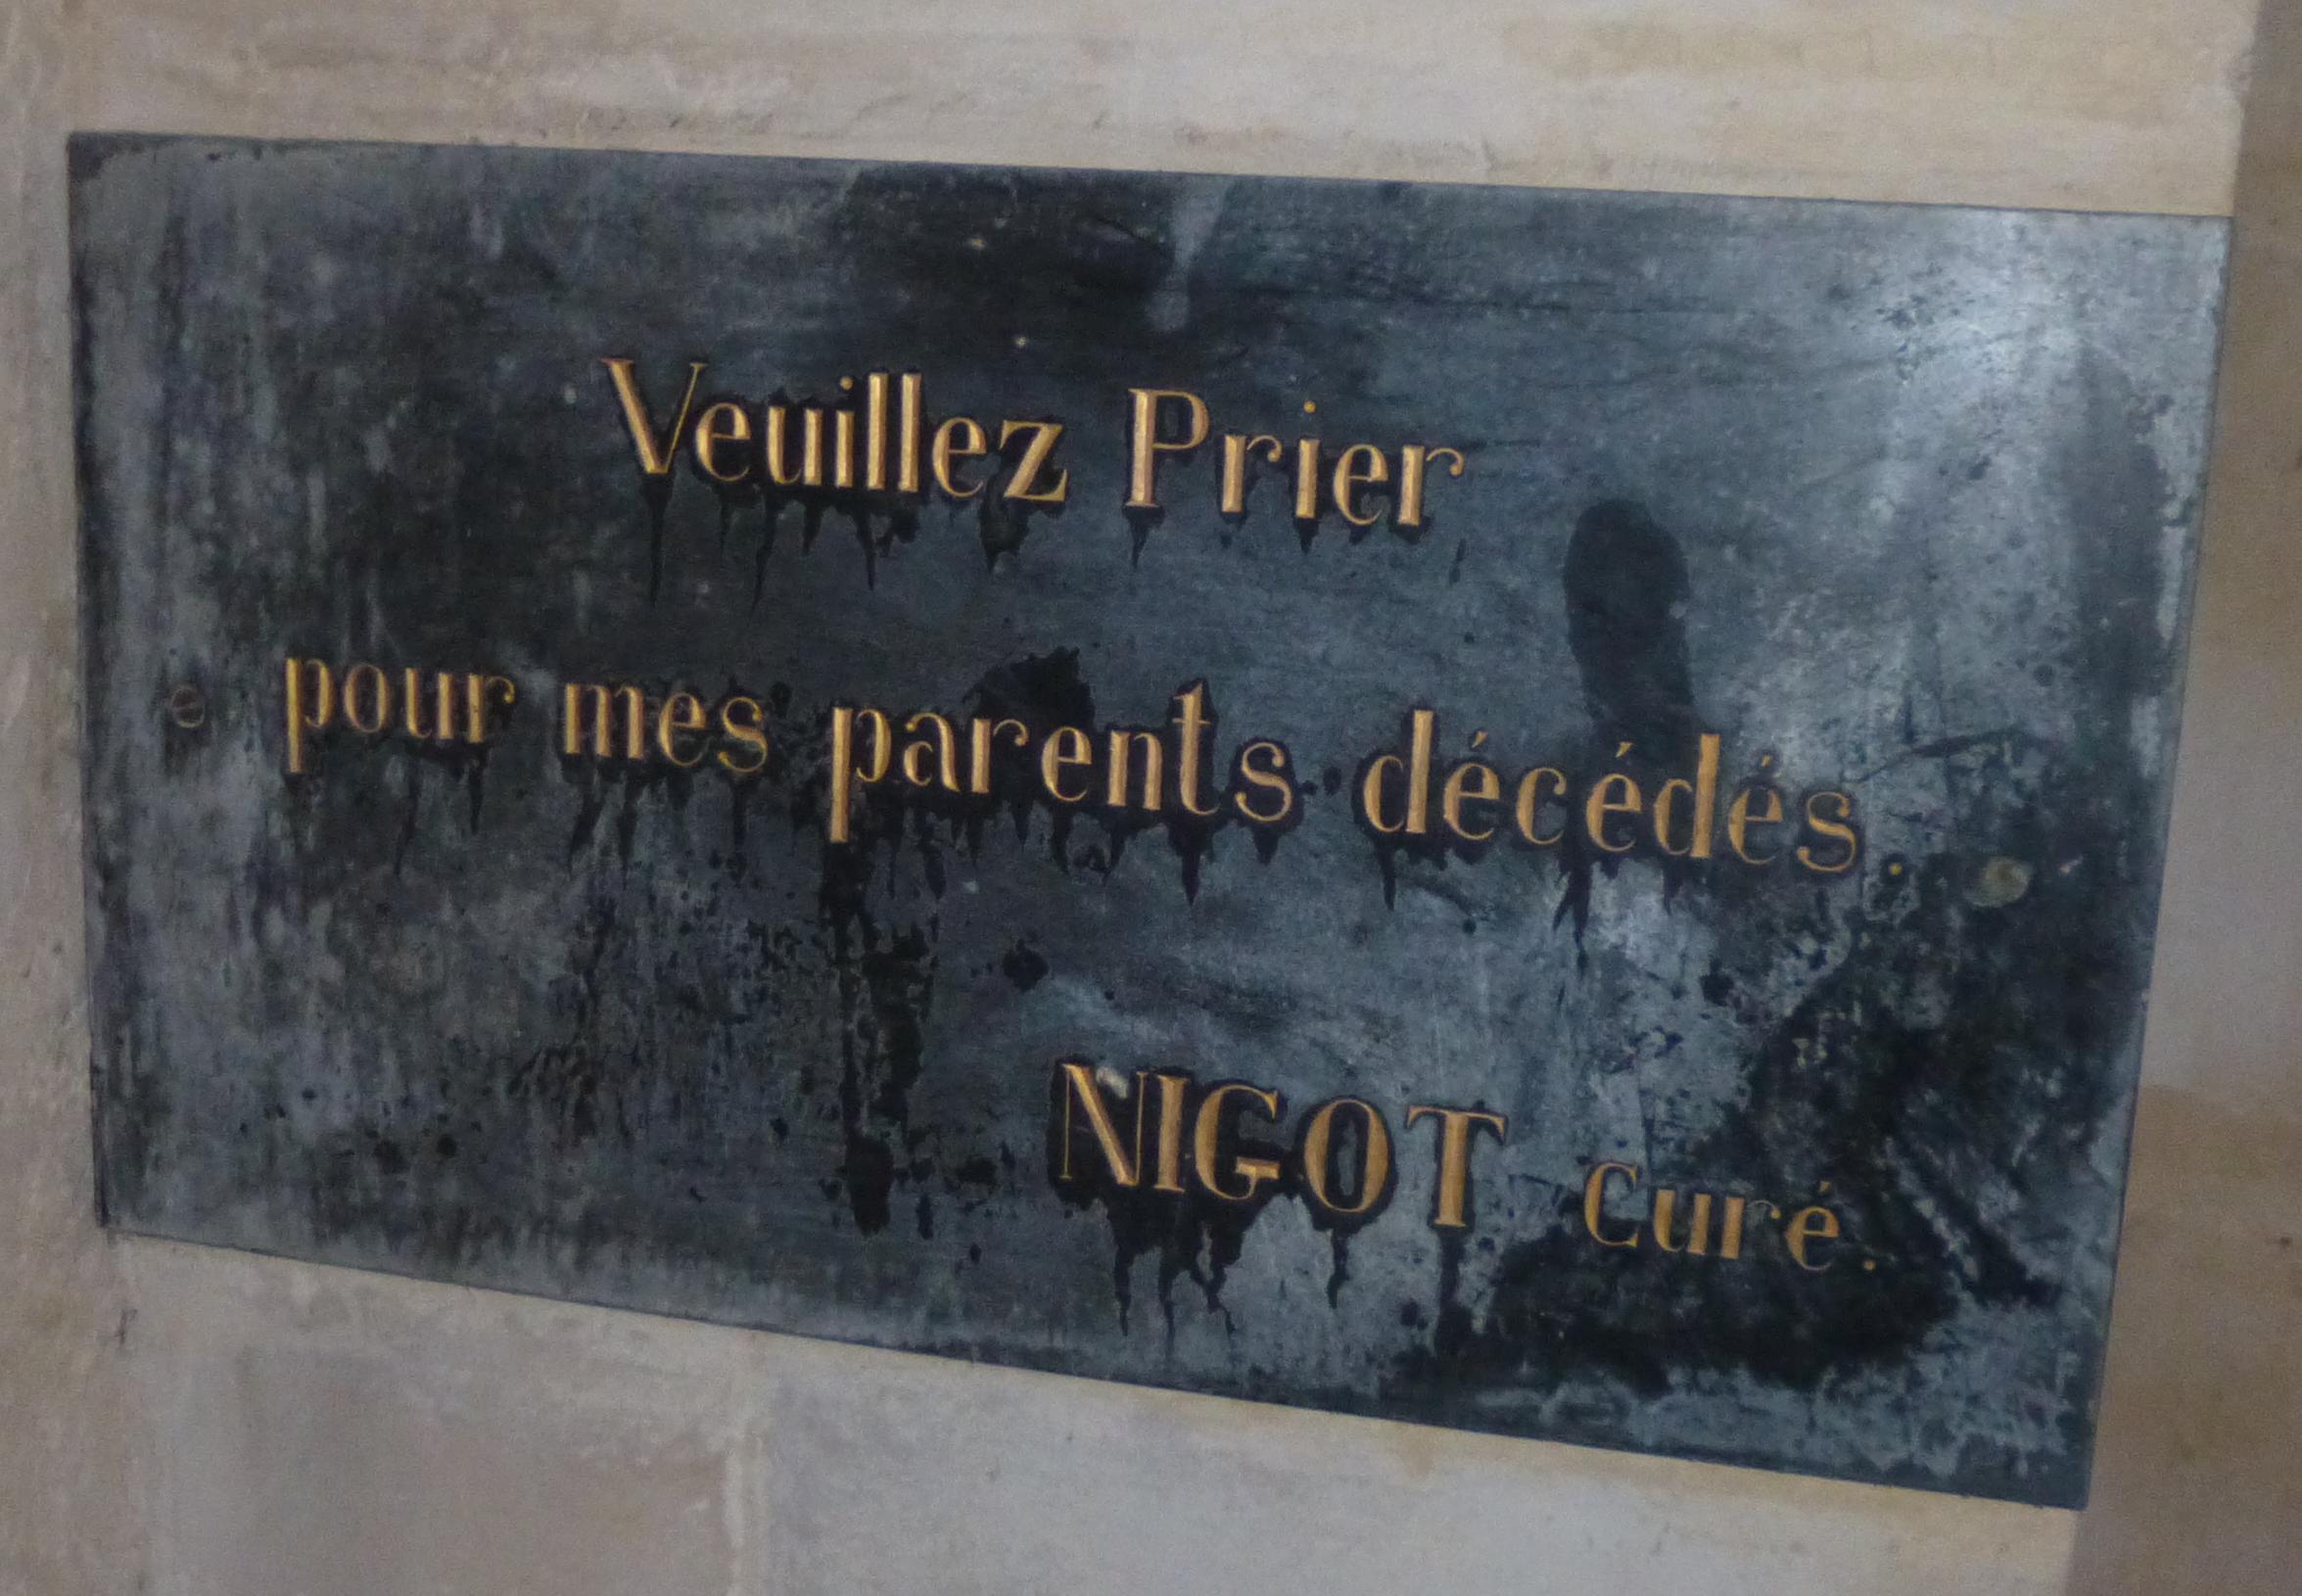 Veuillez Prier
pour mes parents décédés.
NIGOT Curé.